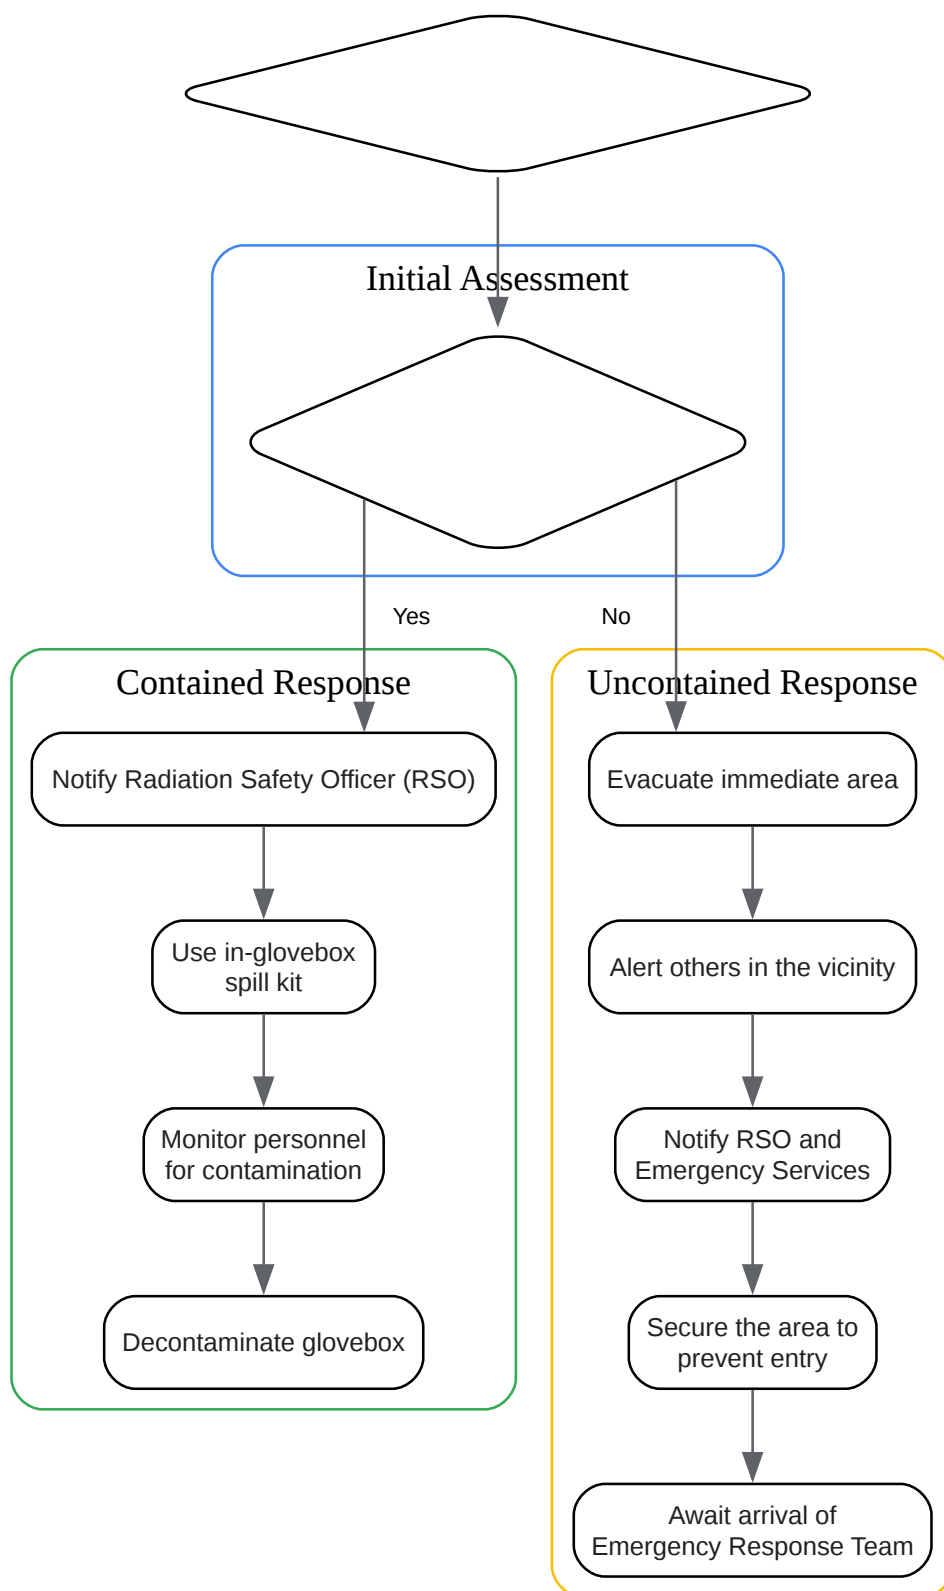 Initial Assessment
Yes
No
Contained Response
Notify Radiation Safety Officer (RSO)
Use in-glovebox
spill kit
Monitor personnel
for contamination
Decontaminate glovebox
Uncontained Response
Evacuate immediate area
Alert others in the vicinity
Notify RSO and
Emergency Services
Secure the area to
prevent entry
Await arrival of
Emergency Response Team